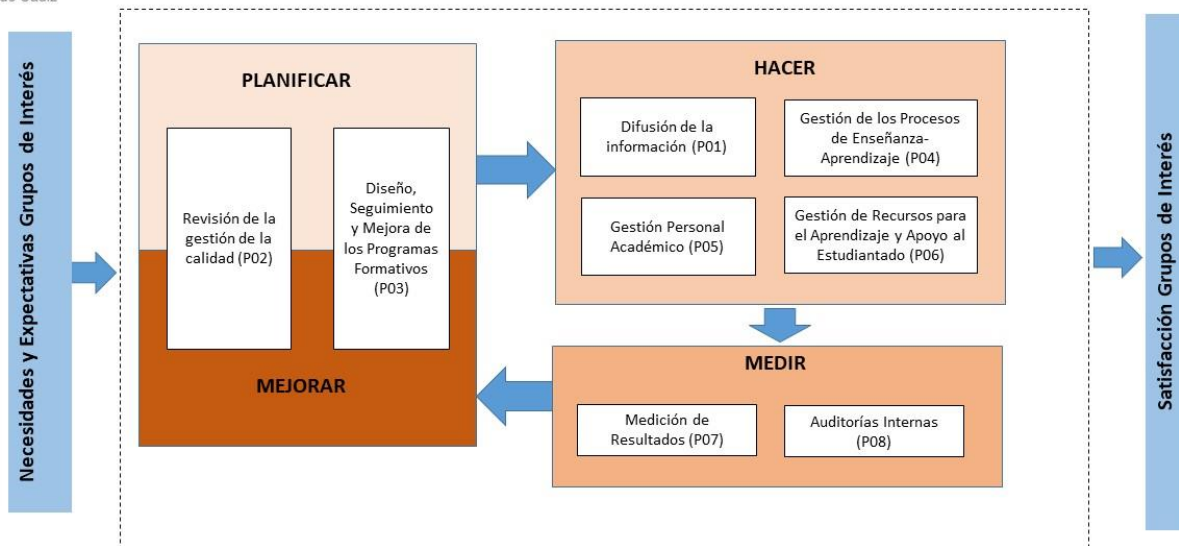 Necesidades y Expectativas Grupos de Interés
PLANIFICAR
Revisión de la
gestión de la
calidad (P02)
Diseño,
Seguimiento
y Mejora de
los Programas
Formativos
(P03)
MEJORAR
HACER
Difusión de la
información (P01)
Gestión de los Procesos
de Enseñanza-
Aprendizaje (P04)
Gestión Personal
Académico (P05)
Gestión de Recursos para
el Aprendizaje y Apoyo al
Estudiantado (P06)
MEDIR
Medición de
Resultados (P07)
Auditorías Internas
(P08)
Satisfacción Grupos de Interés